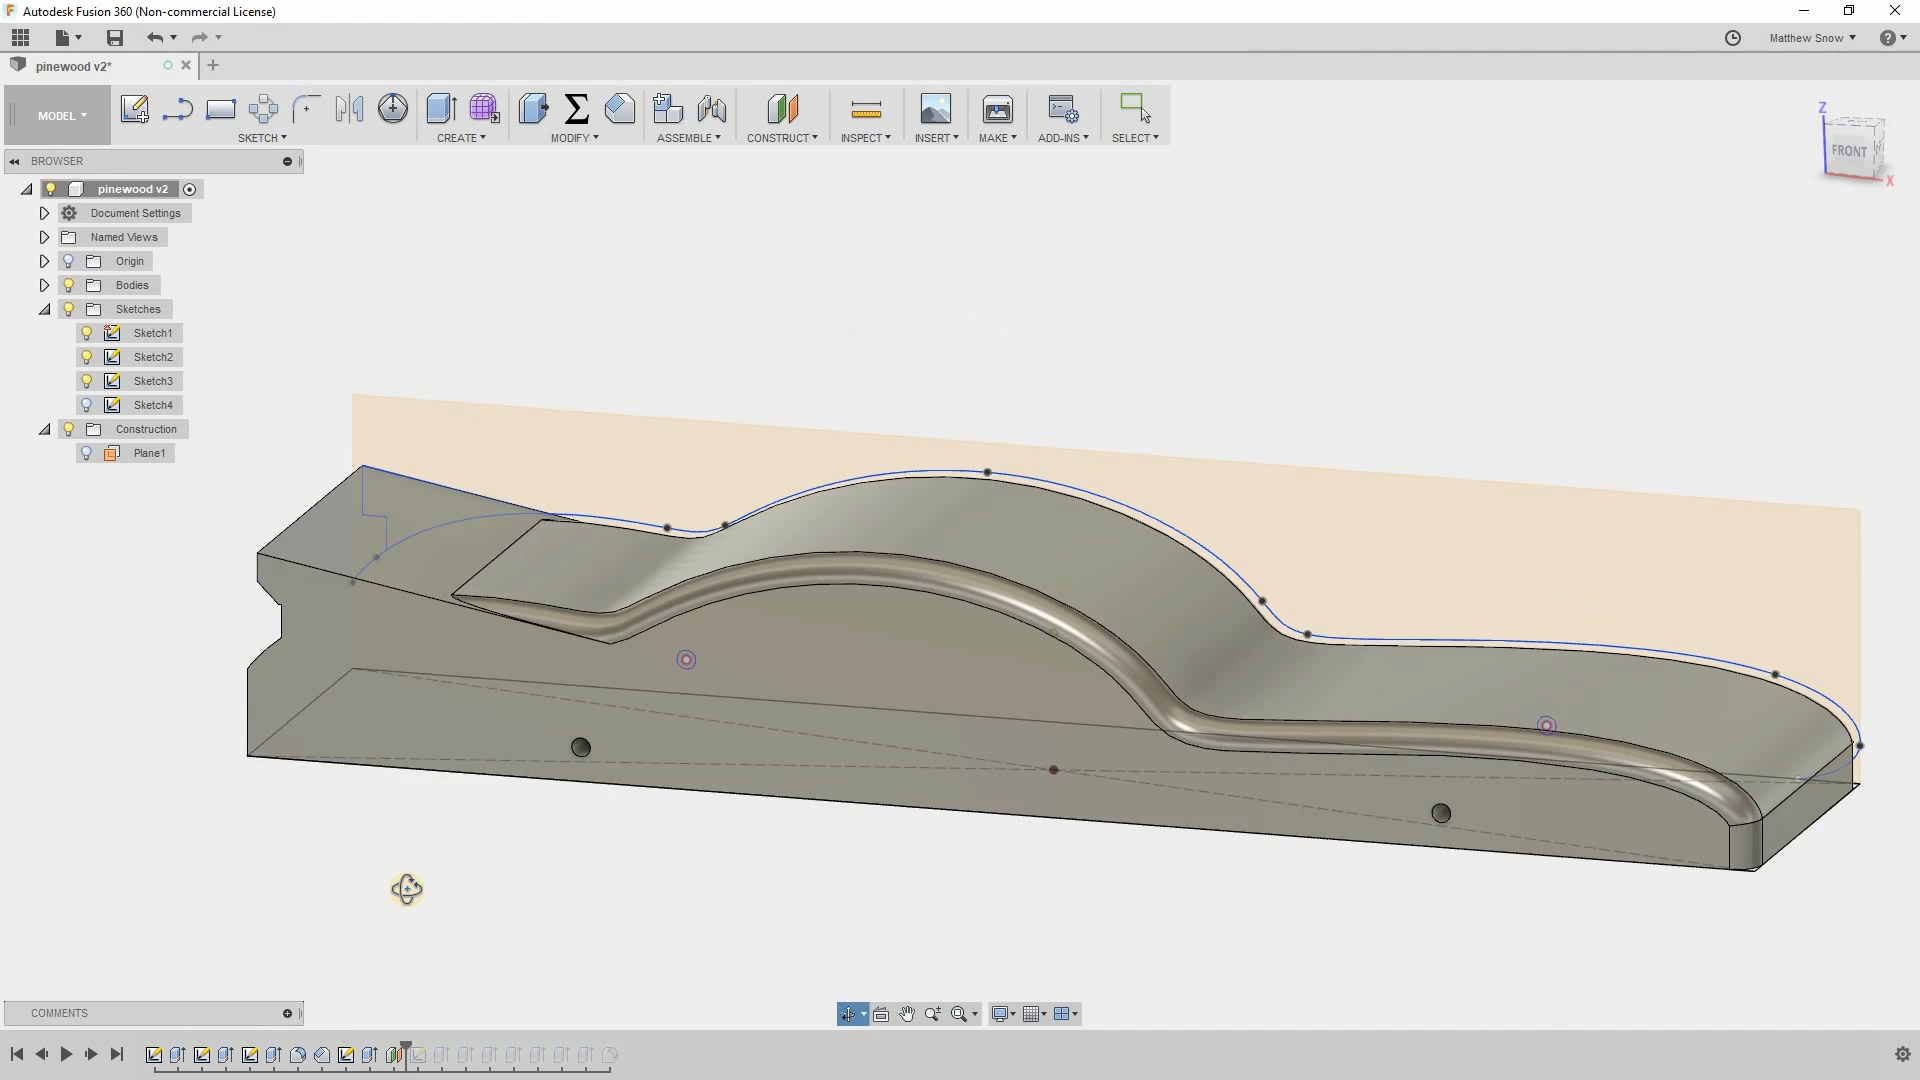 Autodesk Fusion 360 (Non-commercial License)
Matthew Snow
pinewood v2*
MODEL
SKETCH
CREATE
MODIFY
ASSEMBLE
CONSTRUCT
INSPECT
INSERT
MAKE
ADD-INS
SELECT
Z
FRONT
X
BROWSER
pinewood v2
Document Settings
Named Views
Origin
Bodies
Sketches
Sketch1
Sketch2
Sketch3
Sketch4
Construction
Plane1
COMMENTS